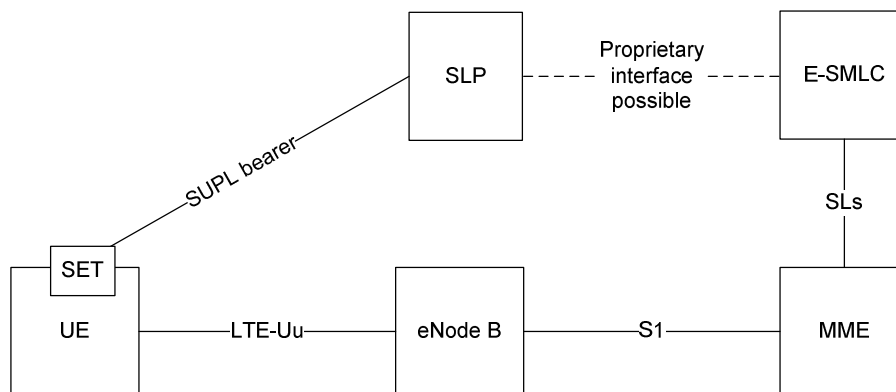 SLP
Proprietary
interface
possible
E-SMLC
SUPL bearer
SLs
SET
UE
LTE-Uu
eNode B
S1
MME